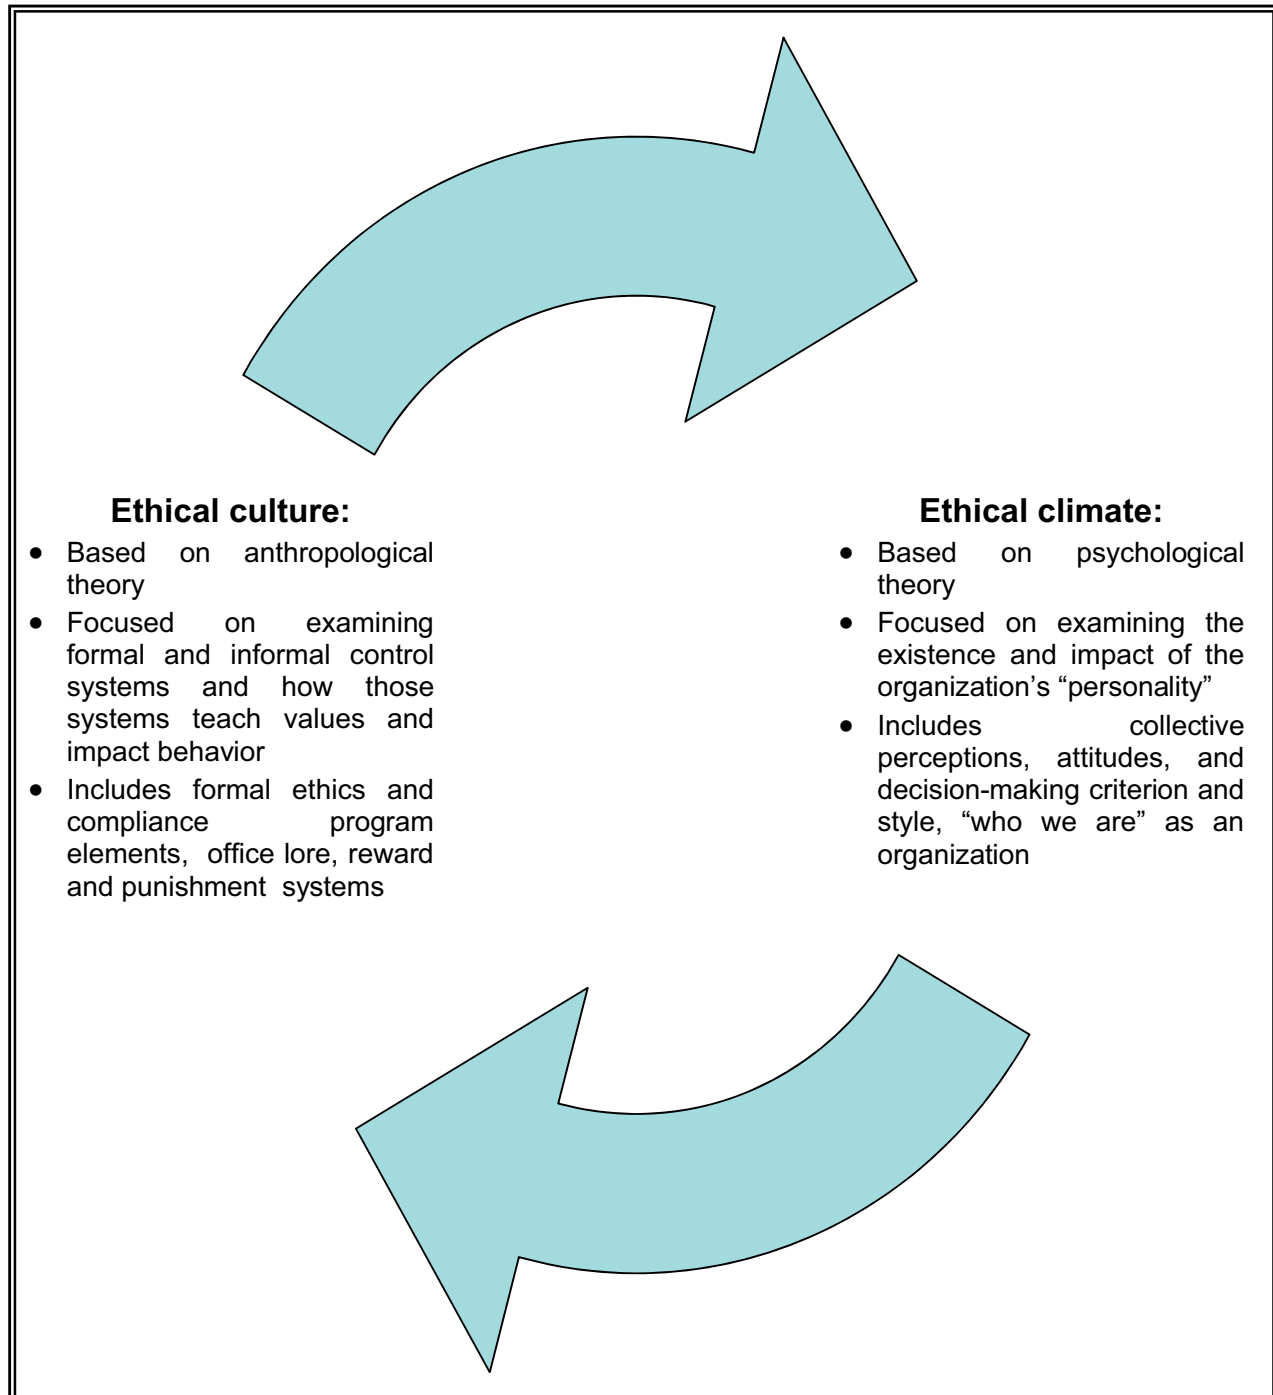 Ethical culture:
● Based on anthropological
theory
● Focused on examining
formal and informal control
systems and how those
systems teach values and
impact behavior
● Includes formal ethics and
compliance program
elements, office lore, reward
and punishment systems
Ethical climate:
● Based on psychological
theory
● Focused on examining the
existence and impact of the
organization’s “personality”
● Includes collective
perceptions, attitudes, and
decision-making criterion and
style, “who we are” as an
organization